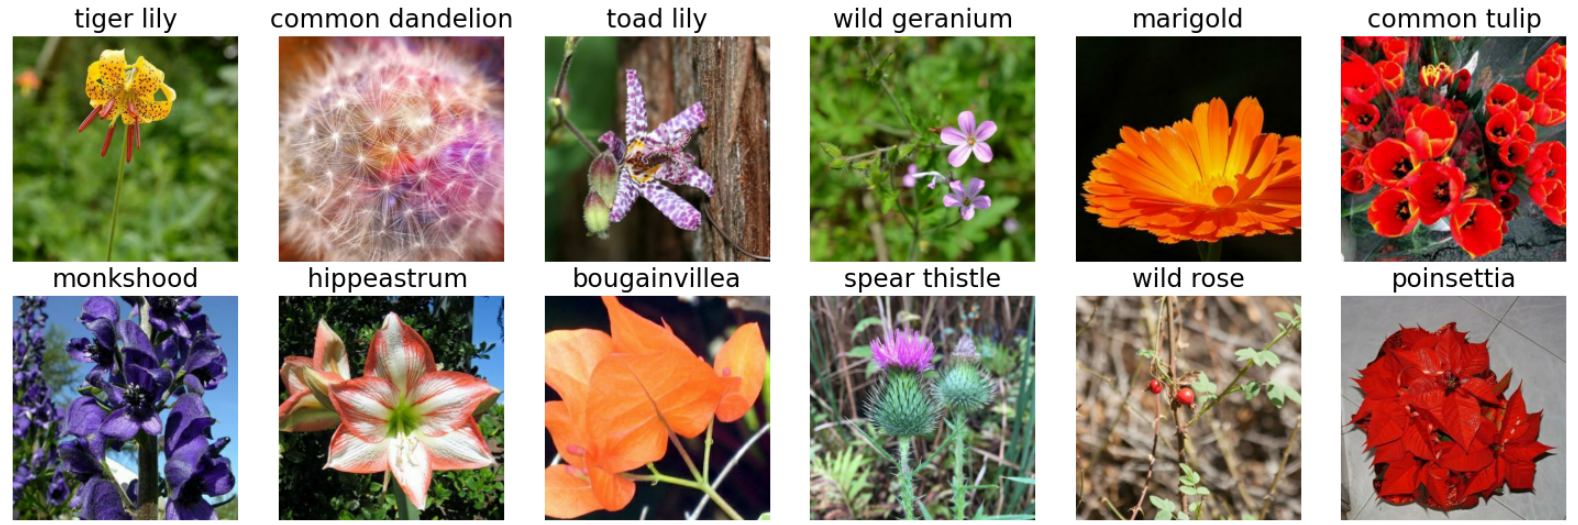 tiger lily
common dandelion
toad lily
wild geranium
marigold
common tulip
monkshood
hippeastrum
bougainvillea
spear thistle
wild rose
poinsettia